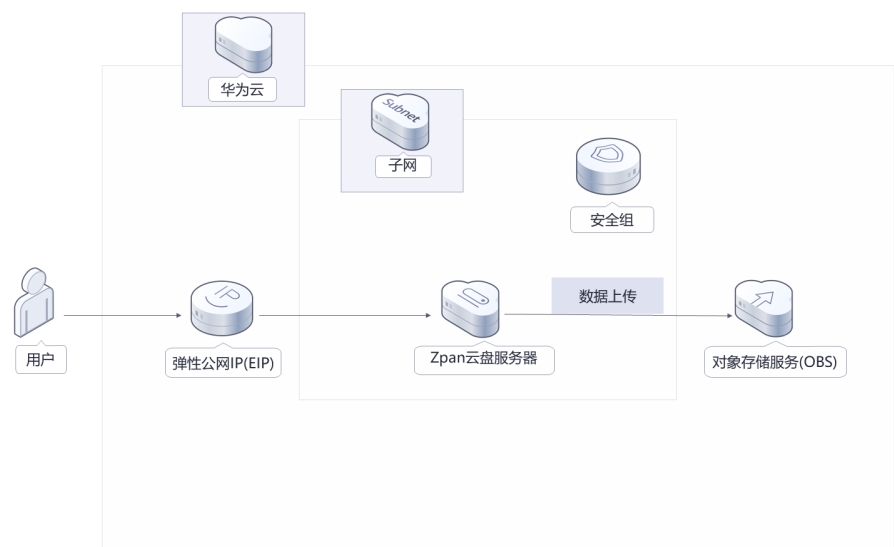 华为云
Subnet
子网
安全组
IP
数据上传
用户
弹性公网IP(EIP)
Zpan云盘服务器
对象存储服务(OBS)